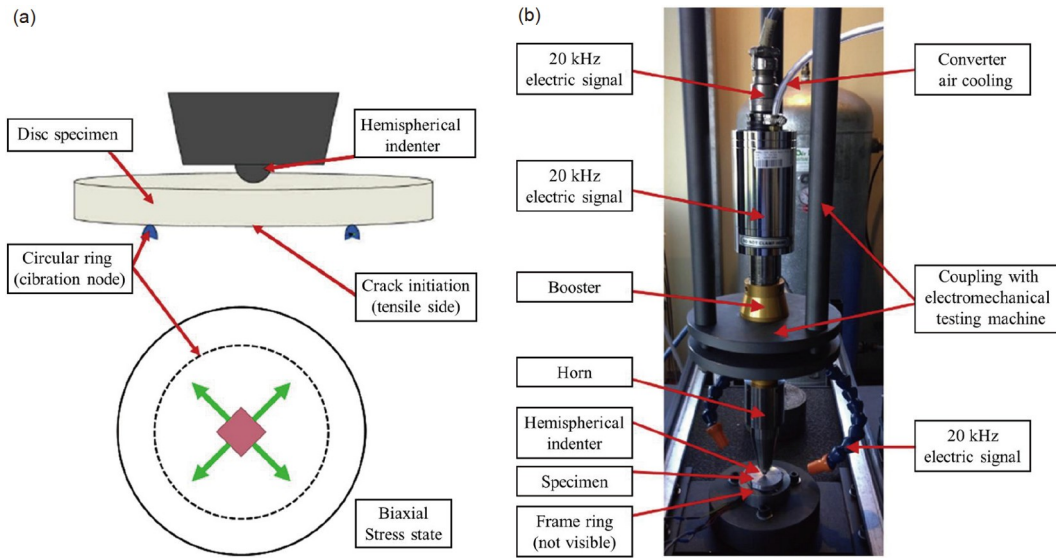 (a)
Disc specimen
Hemispherical
indenter
Circular ring
(cibration node)
Crack initiation
(tensile side)
Biaxial
Stress state
(b)
20 kHz
electric signal
Converter
air cooling
20 kHz
electric signal
Booster
Coupling with
electromechanical
testing machine
Horn
Hemispherical
indenter
20 kHz
electric signal
Specimen
Frame ring
(not visible)